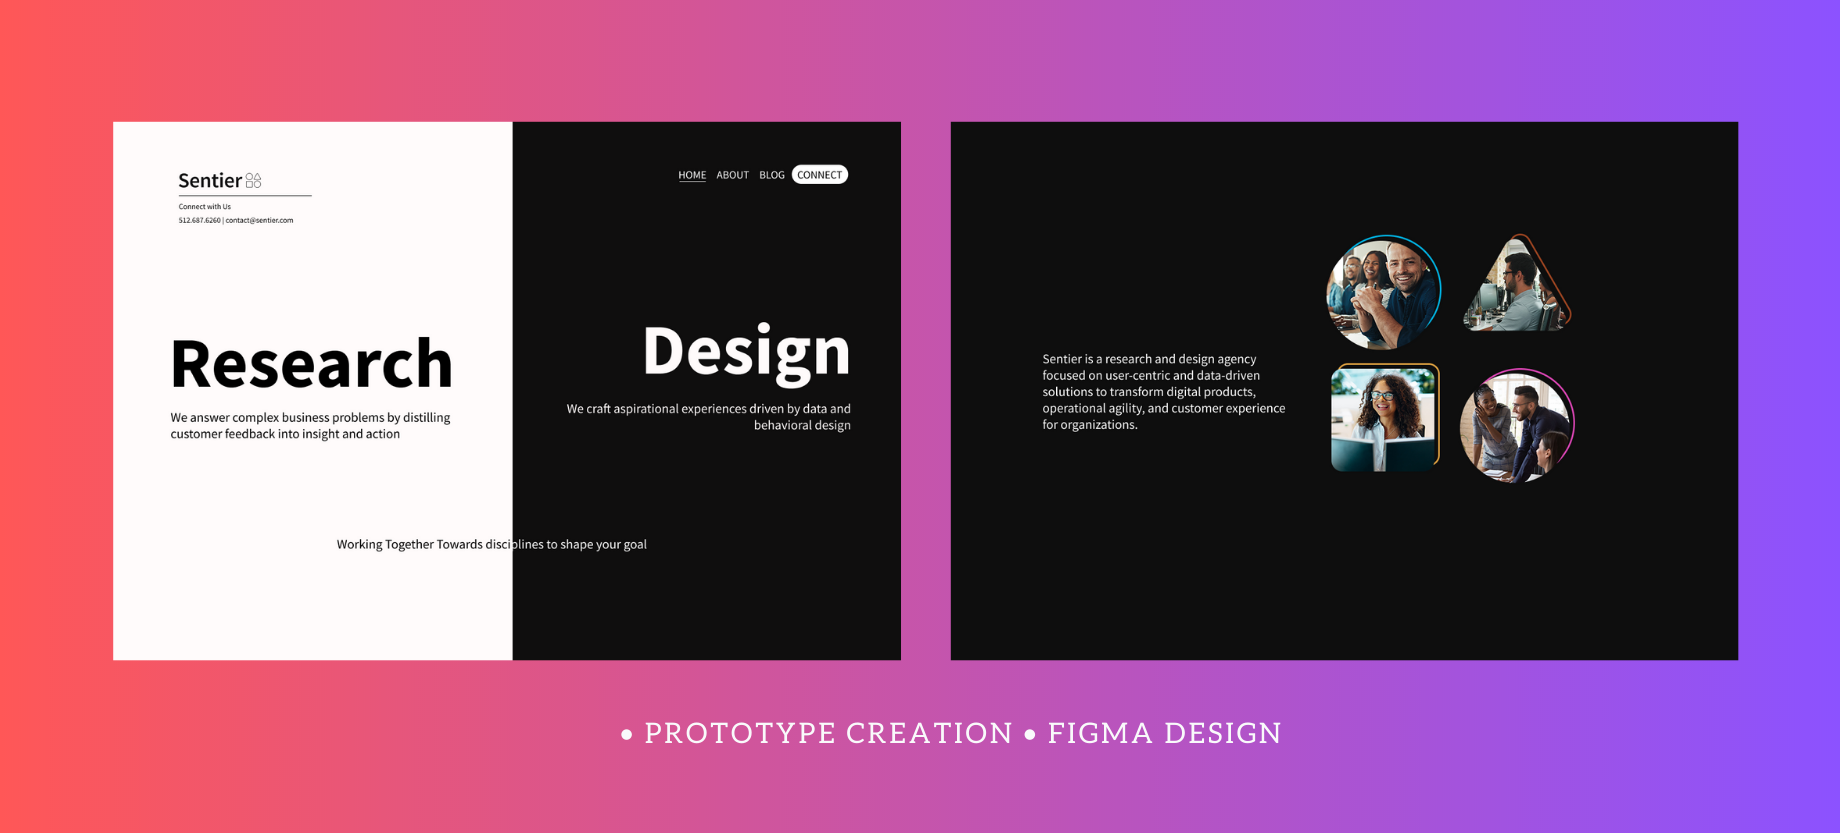 Sentier
Connect with Us
512.687.6260 | contact@sentier.com
HOME ABOUT BLOG CONNECT
Research
We answer complex business problems by distilling
customer feedback into insight and action
Design
We craft aspirational experiences driven by data and
behavioral design
Working Together Towards disciplines to shape your goal
Sentier is a research and design agency
focused on user-centric and data-driven
solutions to transform digital products,
operational agility, and customer experience
for organizations.
• PROTOTYPE CREATION • FIGMA DESIGN